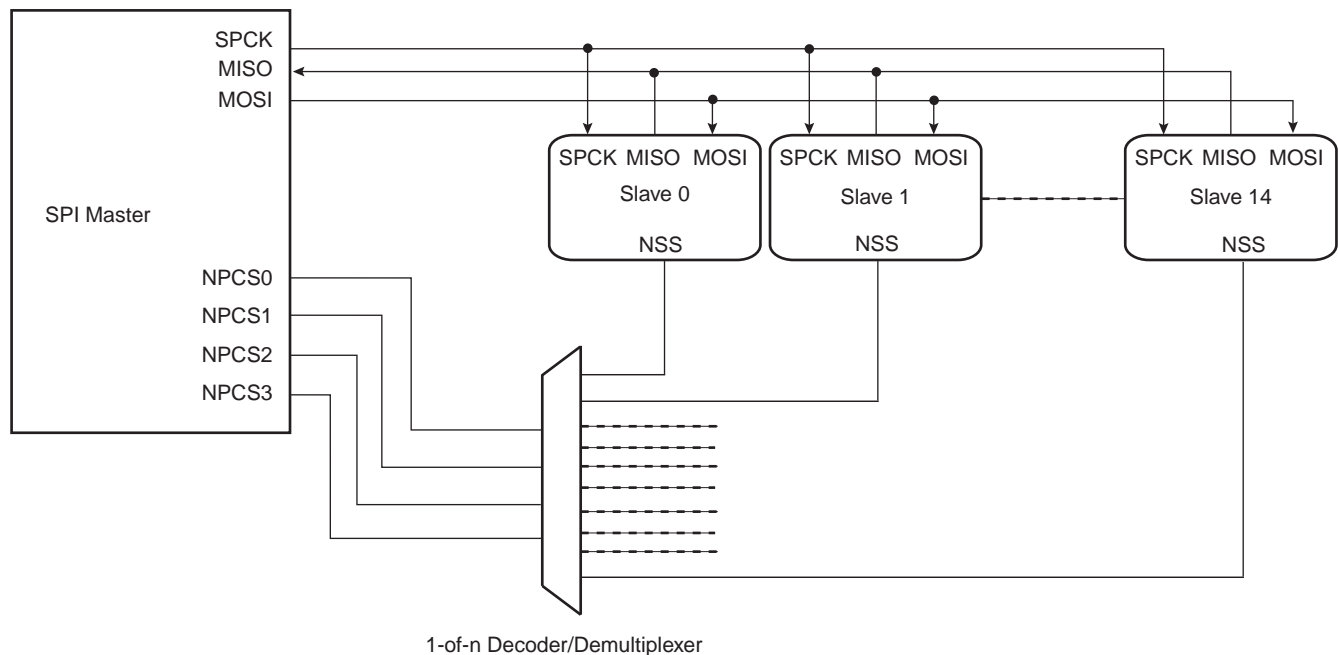 SPCK
MISO
MOSI
SPI Master
NPCS0
NPCS1
NPCS2
NPCS3
SPCK MISO MOSI
Slave 0
NSS
SPCK MISO MOSI
Slave 1
NSS
SPCK MISO MOSI
Slave 14
NSS
1-of-n Decoder/Demultiplexer